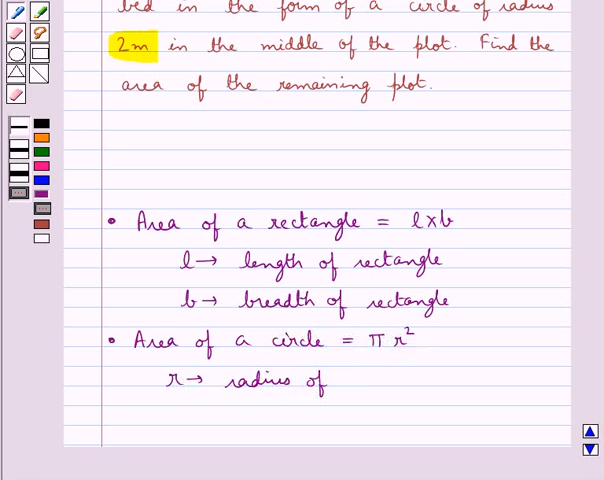 bed in the form of a circle of radius
2m in the middle of the plot. Find the
area of the remaining plot.
• Area of a rectangle = l×b
l→ length of rectangle
b→ breadth of rectangle
• Area of a circle = πr²
r→ radius of